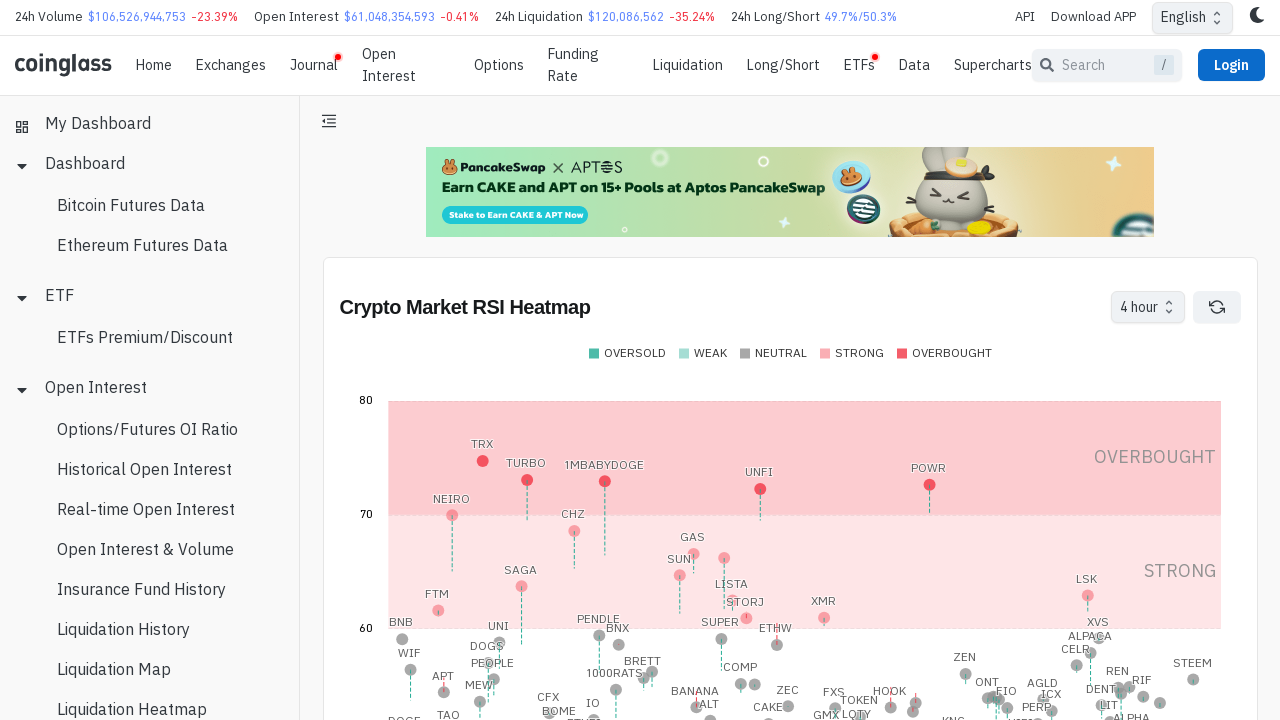 24h Volume $106,526,944,753 -23.39% Open Interest $61,048,354,593 -0.41% 24h Liquidation $120,086,562 -35.24% 24h Long/Short 49.7%/50.3% API Download APP English
coinglass Home Exchanges Journal Open Interest Options Funding Rate Liquidation Long/Short ETFs Data Supercharts Search / Login
My Dashboard
Dashboard
Bitcoin Futures Data
Ethereum Futures Data
ETF
ETFs Premium/Discount
Open Interest
Options/Futures OI Ratio
Historical Open Interest
Real-time Open Interest
Open Interest & Volume
Insurance Fund History
Liquidation History
Liquidation Map
Liquidation Heatmap
PancakeSwap X APTOS
Earn CAKE and APT on 15+ Pools at Aptos PancakeSwap
Stake to Earn CAKE & APT Now
Crypto Market RSI Heatmap
4 hour
OVERSOLD WEAK NEUTRAL STRONG OVERBOUGHT
80
TRX
OVERBOUGHT
TURBO 1MBABYDOGE
UNFI POWR
NEIRO
70
CHZ
GAS
SUN
SAGA
STRONG
LSK
LISTA
FTM
STORJ XMR
60
BNB
UNI
PENDLE
BNX
SUPER
ETHW
XVS
ALPACA
DOGS
WIF
CELR
PEOPLE
BRETT
COMP
ZEN
STEEM
APT
1000RATS
REN
RIF
MEW
BANANA
ZEC
FXS
HOOK
ONT
FIO
AGLD
ICX
DENT
CFX
IO
ALT
TOKEN
BOME
CAKE
PERP
LIT
TAO
GMX
LOTY
ALPHA